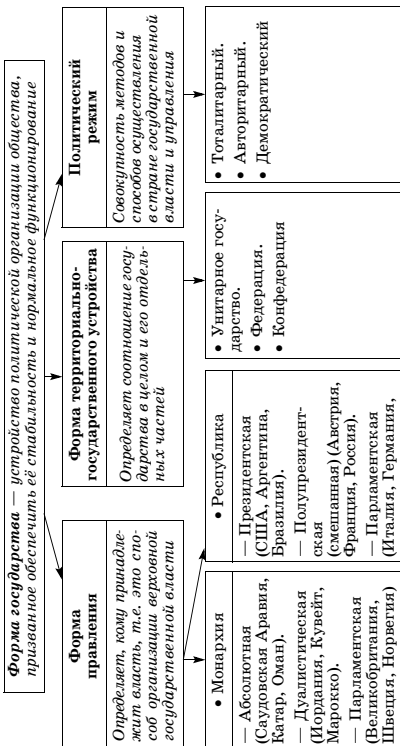 Форма государства — устройство политической организации общества,
призванное обеспечить её стабильность и нормальное функционирование
Форма
правления
Определяет, кому принадле-
жит власть, т.е. это спо-
соб организации верховной
государственной власти
Форма территориально-
государственного устройства
Определяет соотношение госу-
дарства в целом и его отдель-
ных частей
Политический
режим
Совокупность методов и
способов осуществления
в стране государственной
власти и управления
• Монархия
— Абсолютная
(Саудовская Аравия,
Катар, Оман).
— Дуалистическая
(Иордания, Кувейт,
Марокко).
— Парламентская
(Великобритания,
Швеция, Норвегия)
• Республика
— Президентская
(США, Аргентина,
Бразилия).
— Полупрезидент-
ская
(смешанная) (Австрия,
Франция, Россия).
— Парламентская
(Италия, Германия,
• Унитарное госу-
дарство.
• Федерация.
• Конфедерация
• Тоталитарный.
• Авторитарный.
• Демократический